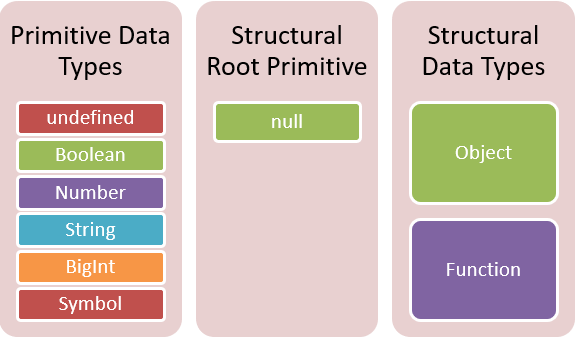 Primitive Data
Types
undefined
Boolean
Number
String
BigInt
Symbol
Structural
Root Primitive
null
Structural
Data Types
Object
Function